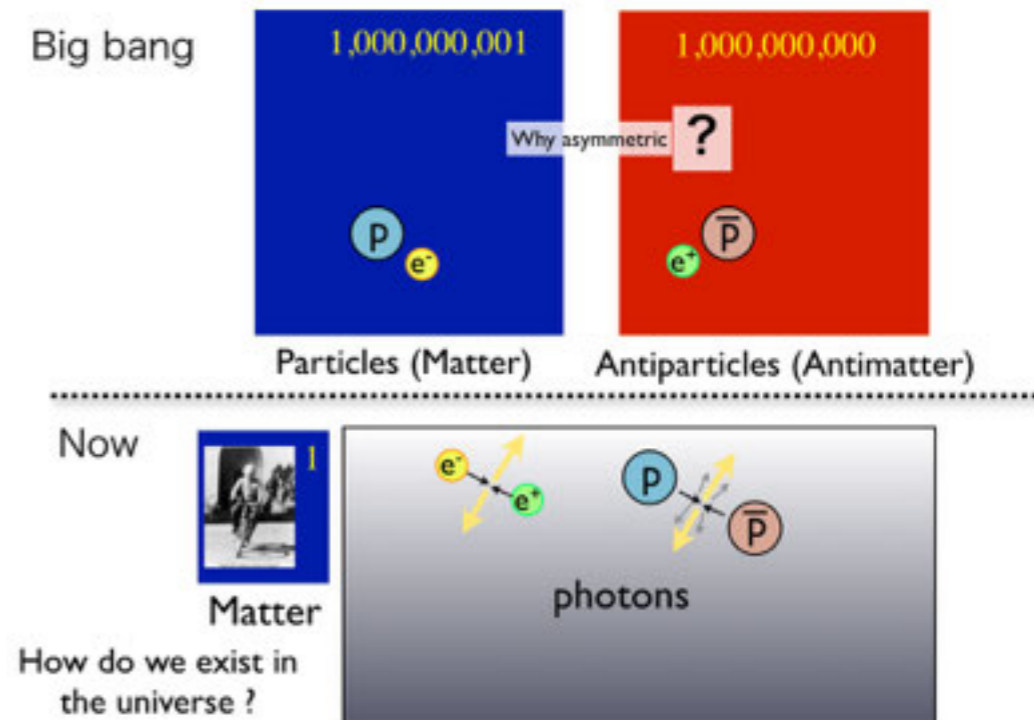 Big bang
1,000,000,001
1,000,000,000
Why asymmetric ?
p
e⁻
e⁺
p̅
Particles (Matter)
Antiparticles (Antimatter)
Now
1
e⁻
e⁺
p
p̅
photons
Matter
How do we exist in
the universe ?